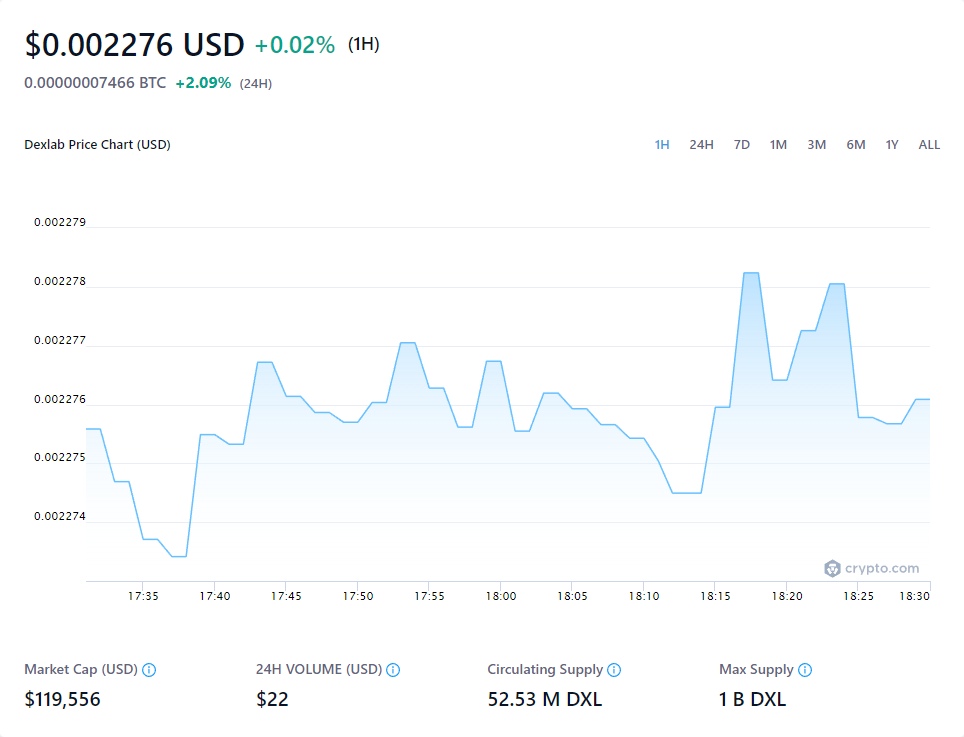 $0.002276 USD +0.02% (1H)
0.00000007466 BTC +2.09% (24H)
Dexlab Price Chart (USD) 1H 24H 7D 1M 3M 6M 1Y ALL
0.002279
0.002278
0.002277
0.002276
0.002275
0.002274
crypto.com
17:35 17:40 17:45 17:50 17:55 18:00 18:05 18:10 18:15 18:20 18:25 18:30
Market Cap (USD) 24H VOLUME (USD) Circulating Supply Max Supply
$119,556 $22 52.53 M DXL 1 B DXL